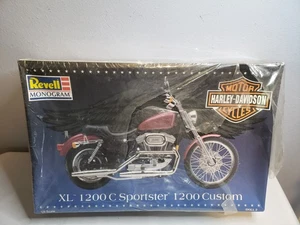 Revell
MONOGRAM
MOTOR
HARLEY-DAVIDSON
CYCLES
XL 1200 C Sportster 1200 Custom